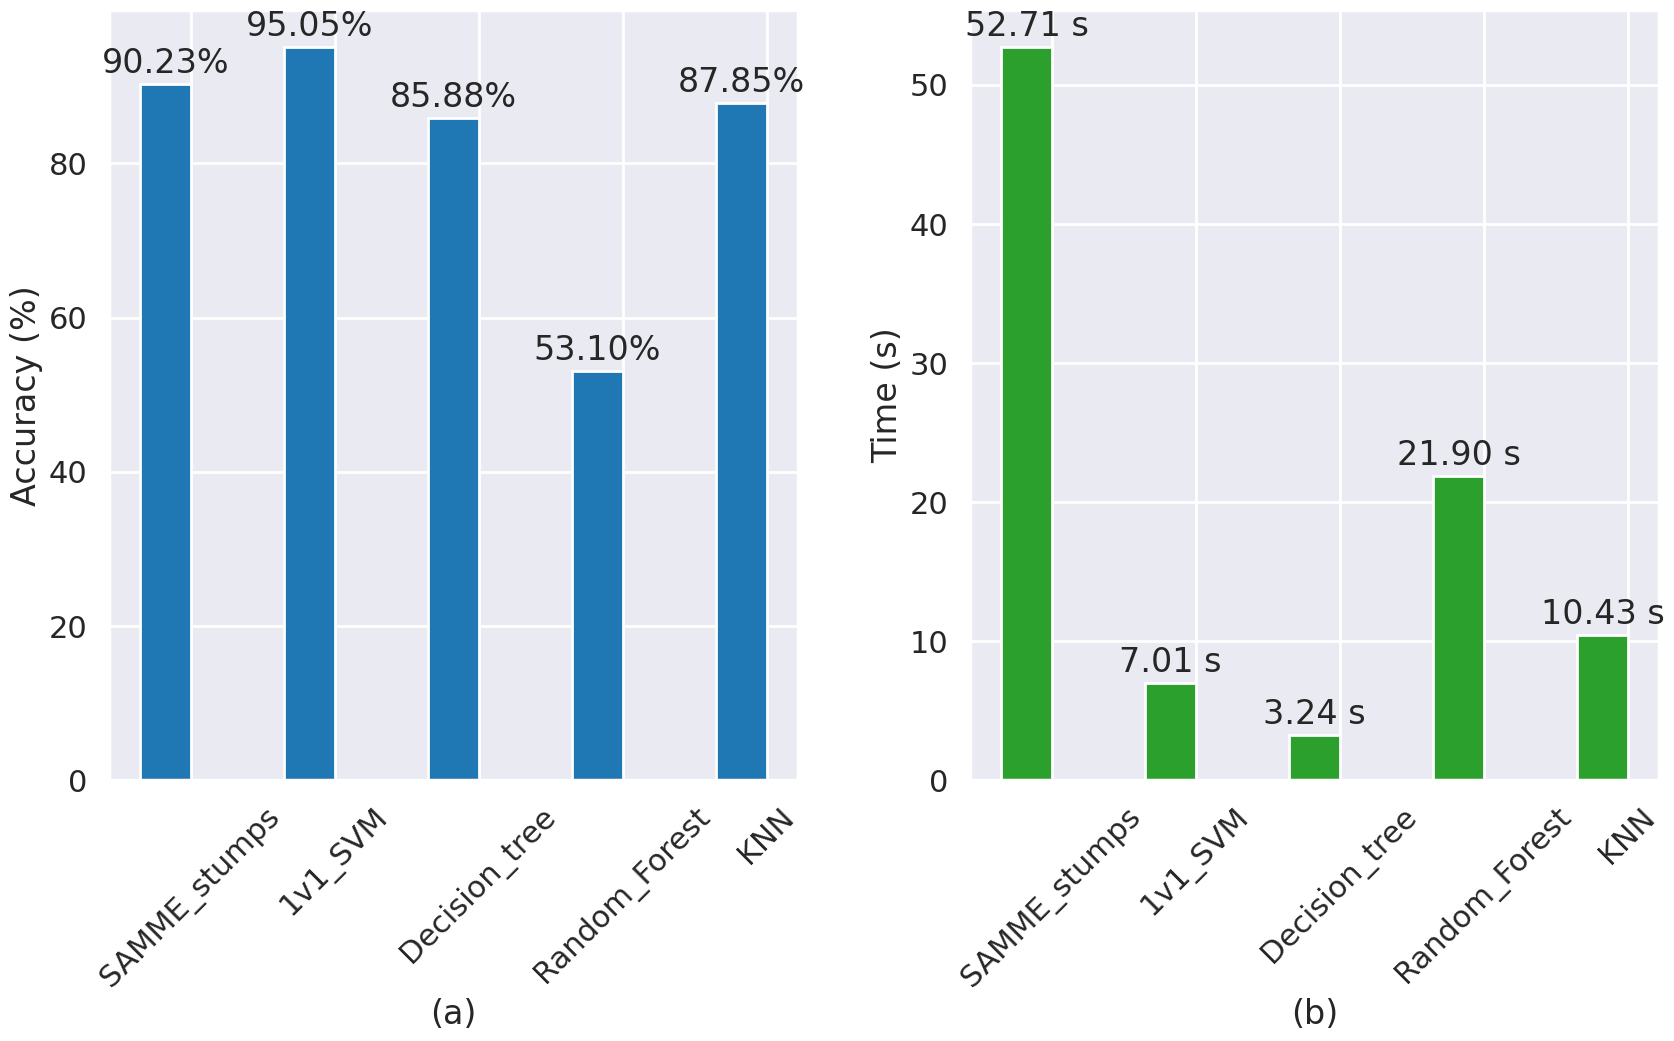 90.23%
95.05%
85.88%
53.10%
87.85%
80
60
40
20
0
Accuracy (%)
SAMME_stumps
1v1_SVM
Decision_tree
Random_Forest
KNN
(a)
52.71 s
7.01 s
3.24 s
21.90 s
10.43 s
50
40
30
20
10
0
Time (s)
SAMME_stumps
1v1_SVM
Decision_tree
Random_Forest
KNN
(b)